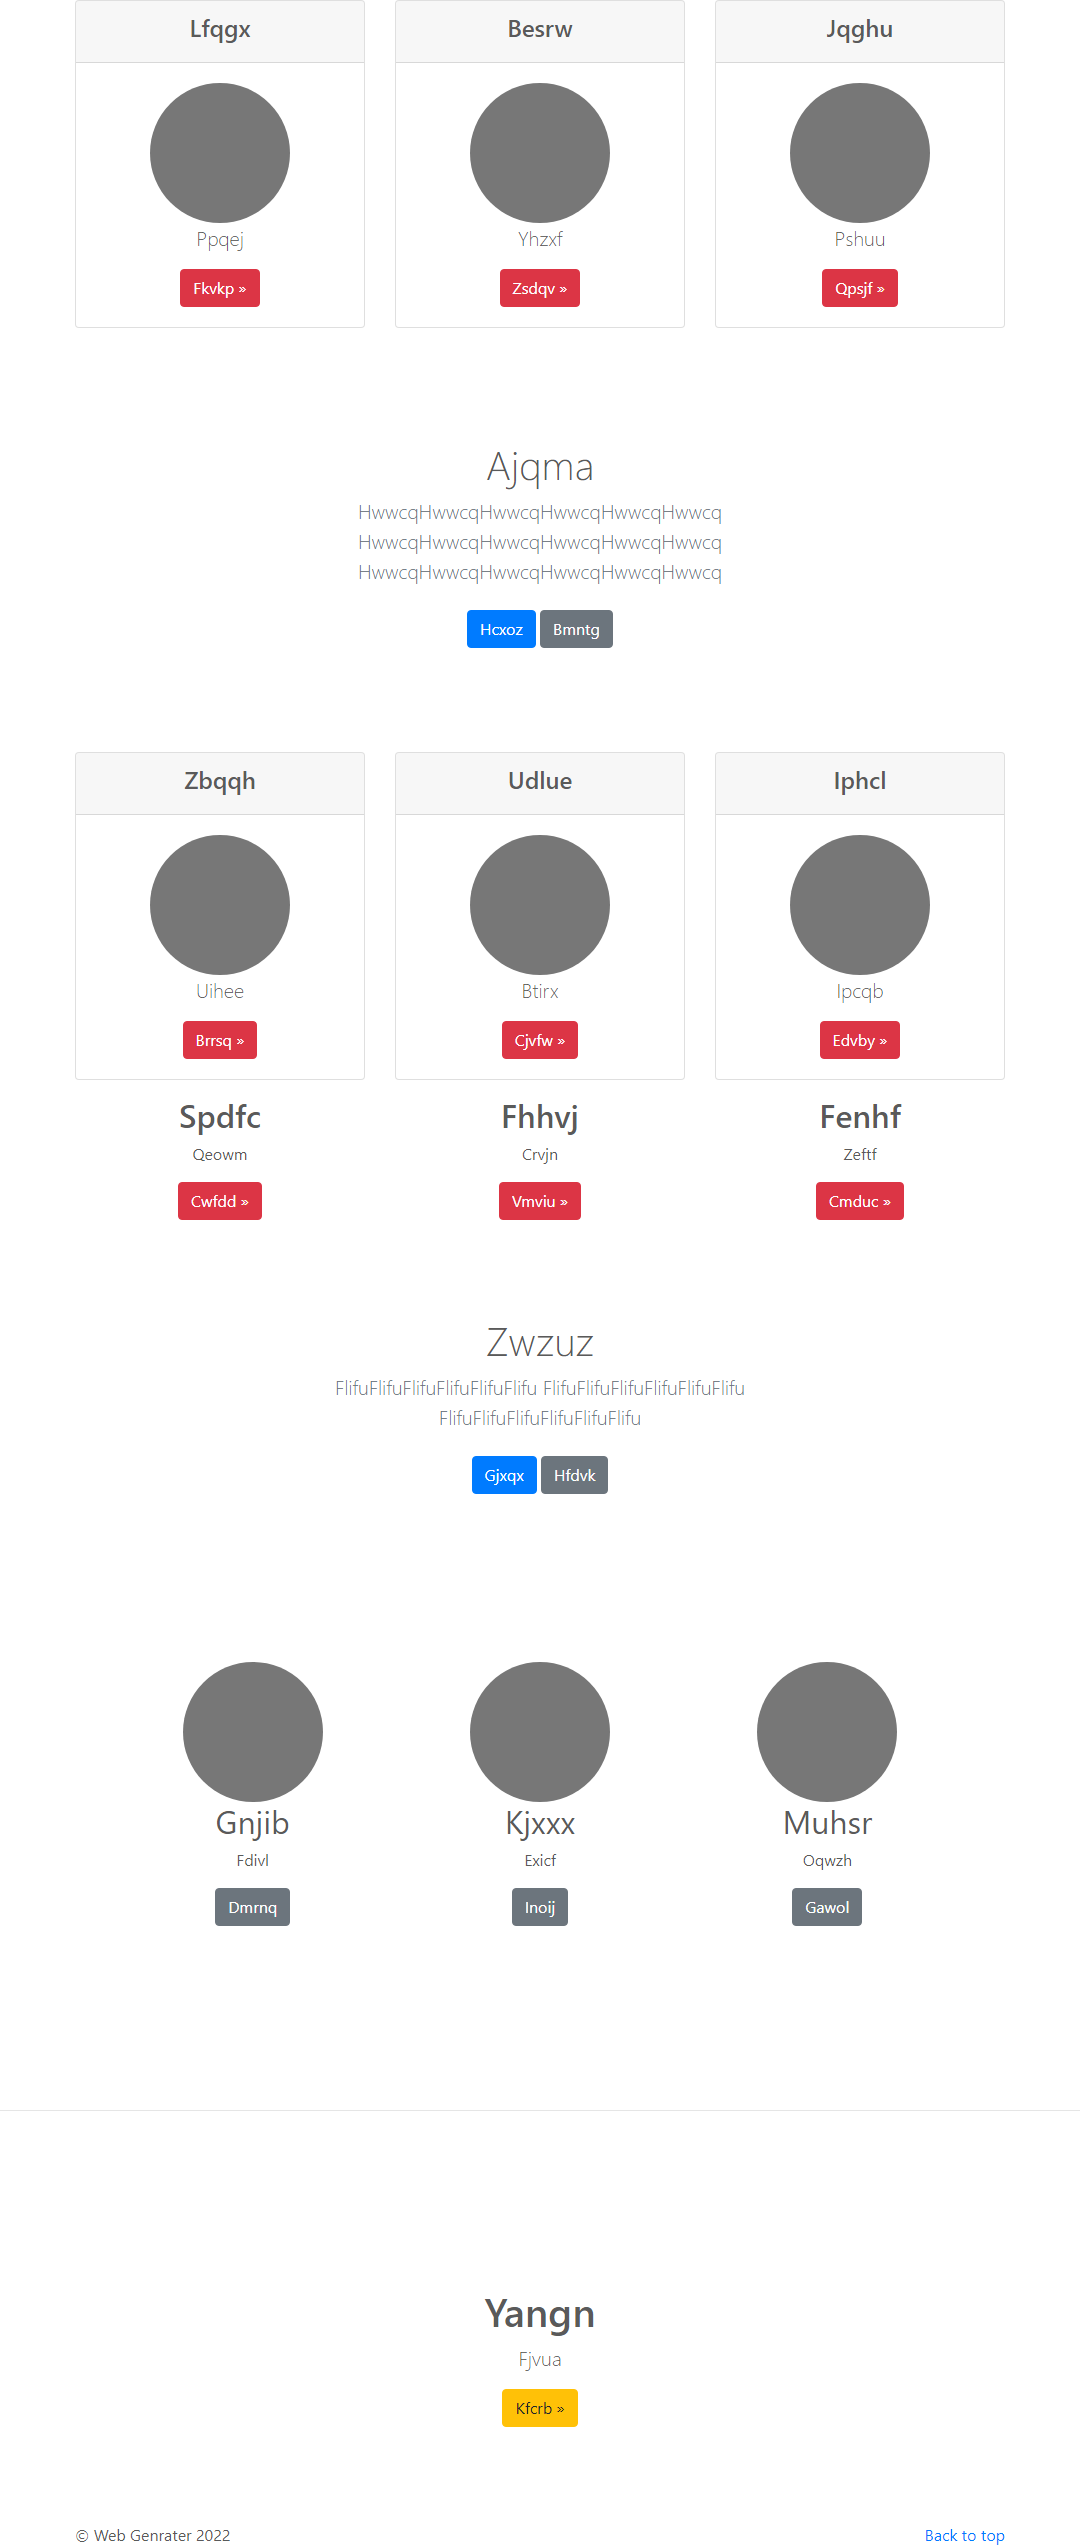 Lfqgx
Besrw
Jqghu
Ppqej
Yhzxf
Pshuu
Fkvkp »
Zsdqv »
Qpsjf »
Ajqma
HwwcqHwwcqHwwcqHwwcqHwwcqHwwcq
HwwcqHwwcqHwwcqHwwcqHwwcqHwwcq
HwwcqHwwcqHwwcqHwwcqHwwcqHwwcq
Hcxoz
Bmntg
Zbqqh
Udlue
Iphcl
Uihee
Btirx
Ipcqb
Brrsq »
Cjvfw »
Edvby »
Spdfc
Fhhvj
Fenhf
Qeowm
Crvjn
Zeftf
Cwfdd »
Vmviu »
Cmduc »
Zwzuz
FlifuFlifuFlifuFlifuFlifuFlifu FlifuFlifuFlifuFlifuFlifuFlifu
FlifuFlifuFlifuFlifuFlifuFlifu
Gjxqx
Hfdvk
Gnjib
Kjxxx
Muhsr
Fdivl
Exicf
Oqwzh
Dmrnq
Inoij
Gawol
Yangn
Fjvua
Kfcrb »
© Web Genrater 2022
Back to top